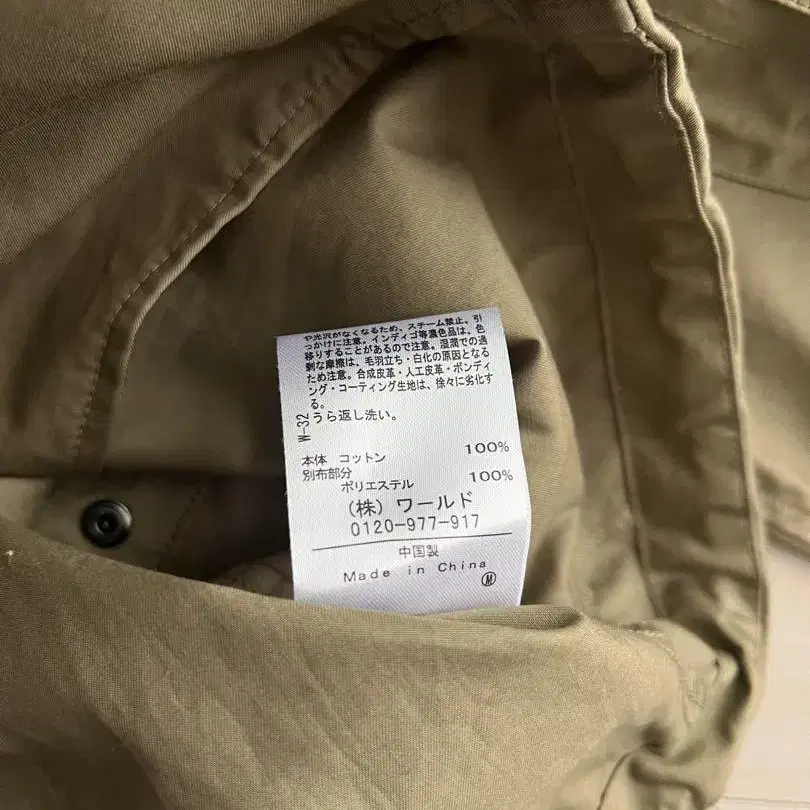 や光沢がなくなるため、スチーム禁止。引
っかけに注意。インディゴ等濃色品は、色
移りすることがあるので注意。湿潤での過
剰な摩擦は、毛羽立ち・白化の原因となる
ため注意。合成皮革・人工皮革・ボンディ
ング・コーティング生地は、徐々に劣化す
る。
うら返し洗い。
W-32
本体 コットン 100%
別布部分
ポリエステル 100%
(株) ワールド
0120-977-917
中国製
Made in China
M